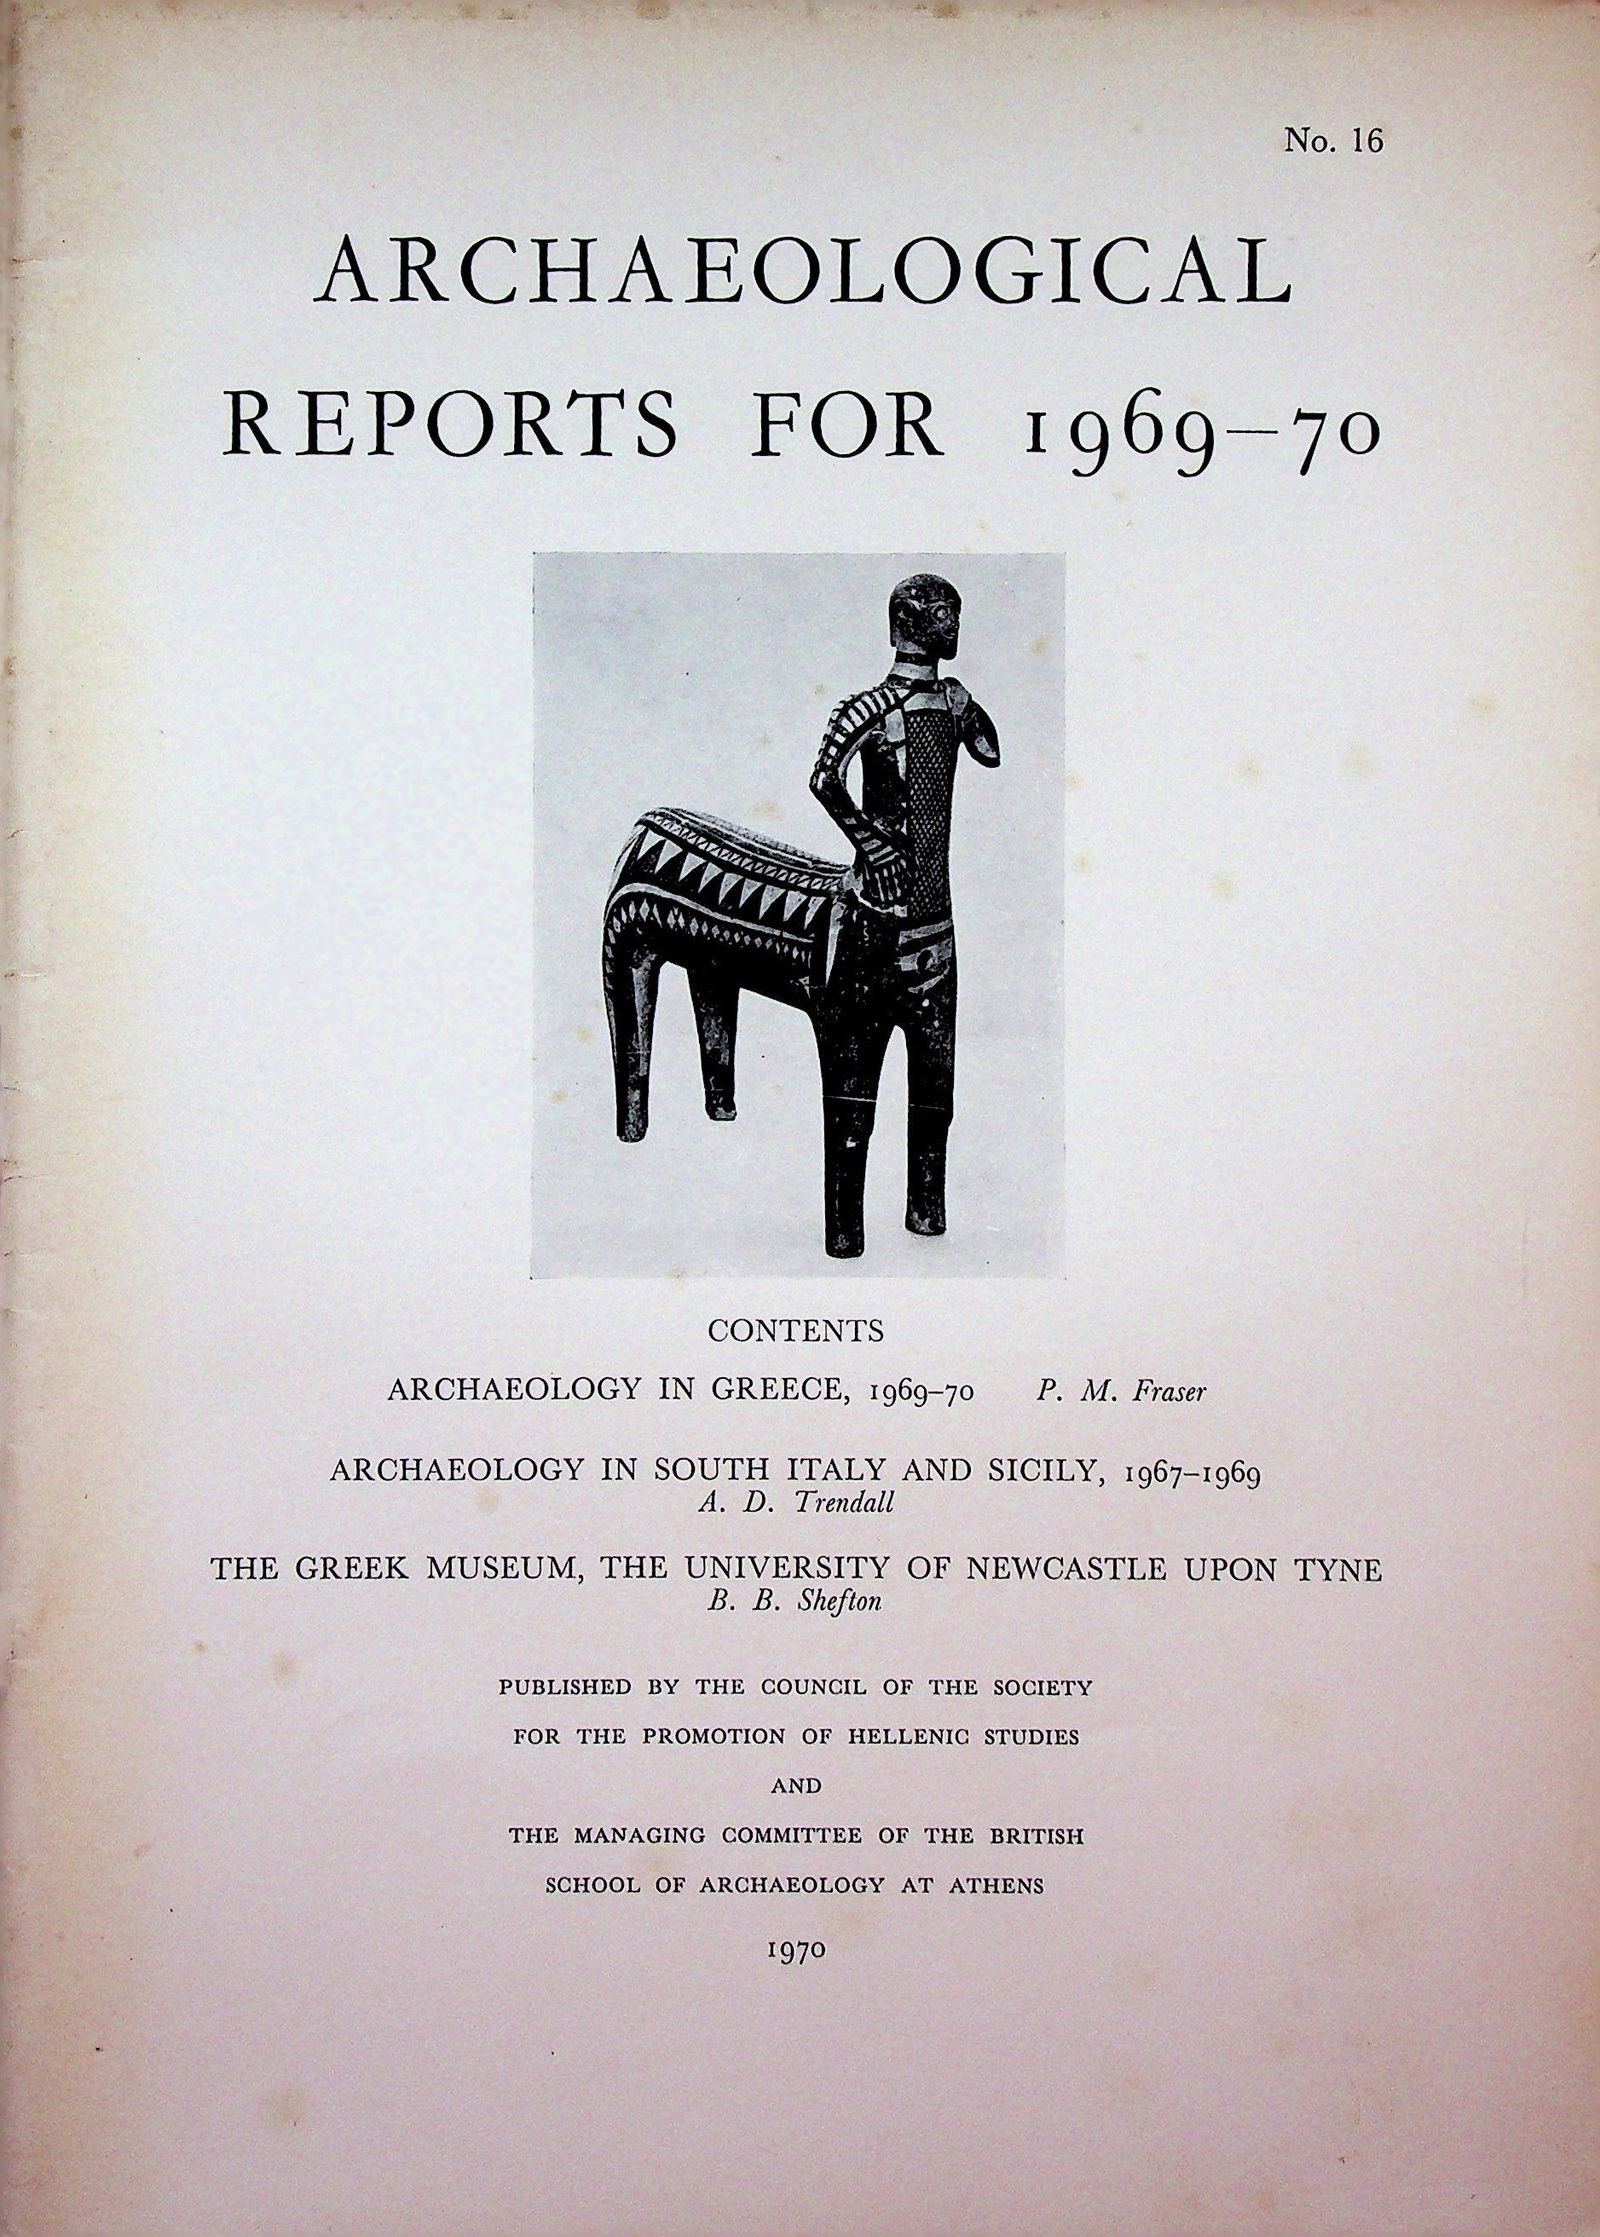 No. 16
ARCHAEOLOGICAL
REPORTS FOR 1969–70
CONTENTS
ARCHAEOLOGY IN GREECE, 1969–70 P. M. Fraser
ARCHAEOLOGY IN SOUTH ITALY AND SICILY, 1967–1969
A. D. Trendall
THE GREEK MUSEUM, THE UNIVERSITY OF NEWCASTLE UPON TYNE
B. B. Shefton
PUBLISHED BY THE COUNCIL OF THE SOCIETY
FOR THE PROMOTION OF HELLENIC STUDIES
AND
THE MANAGING COMMITTEE OF THE BRITISH
SCHOOL OF ARCHAEOLOGY AT ATHENS
1970